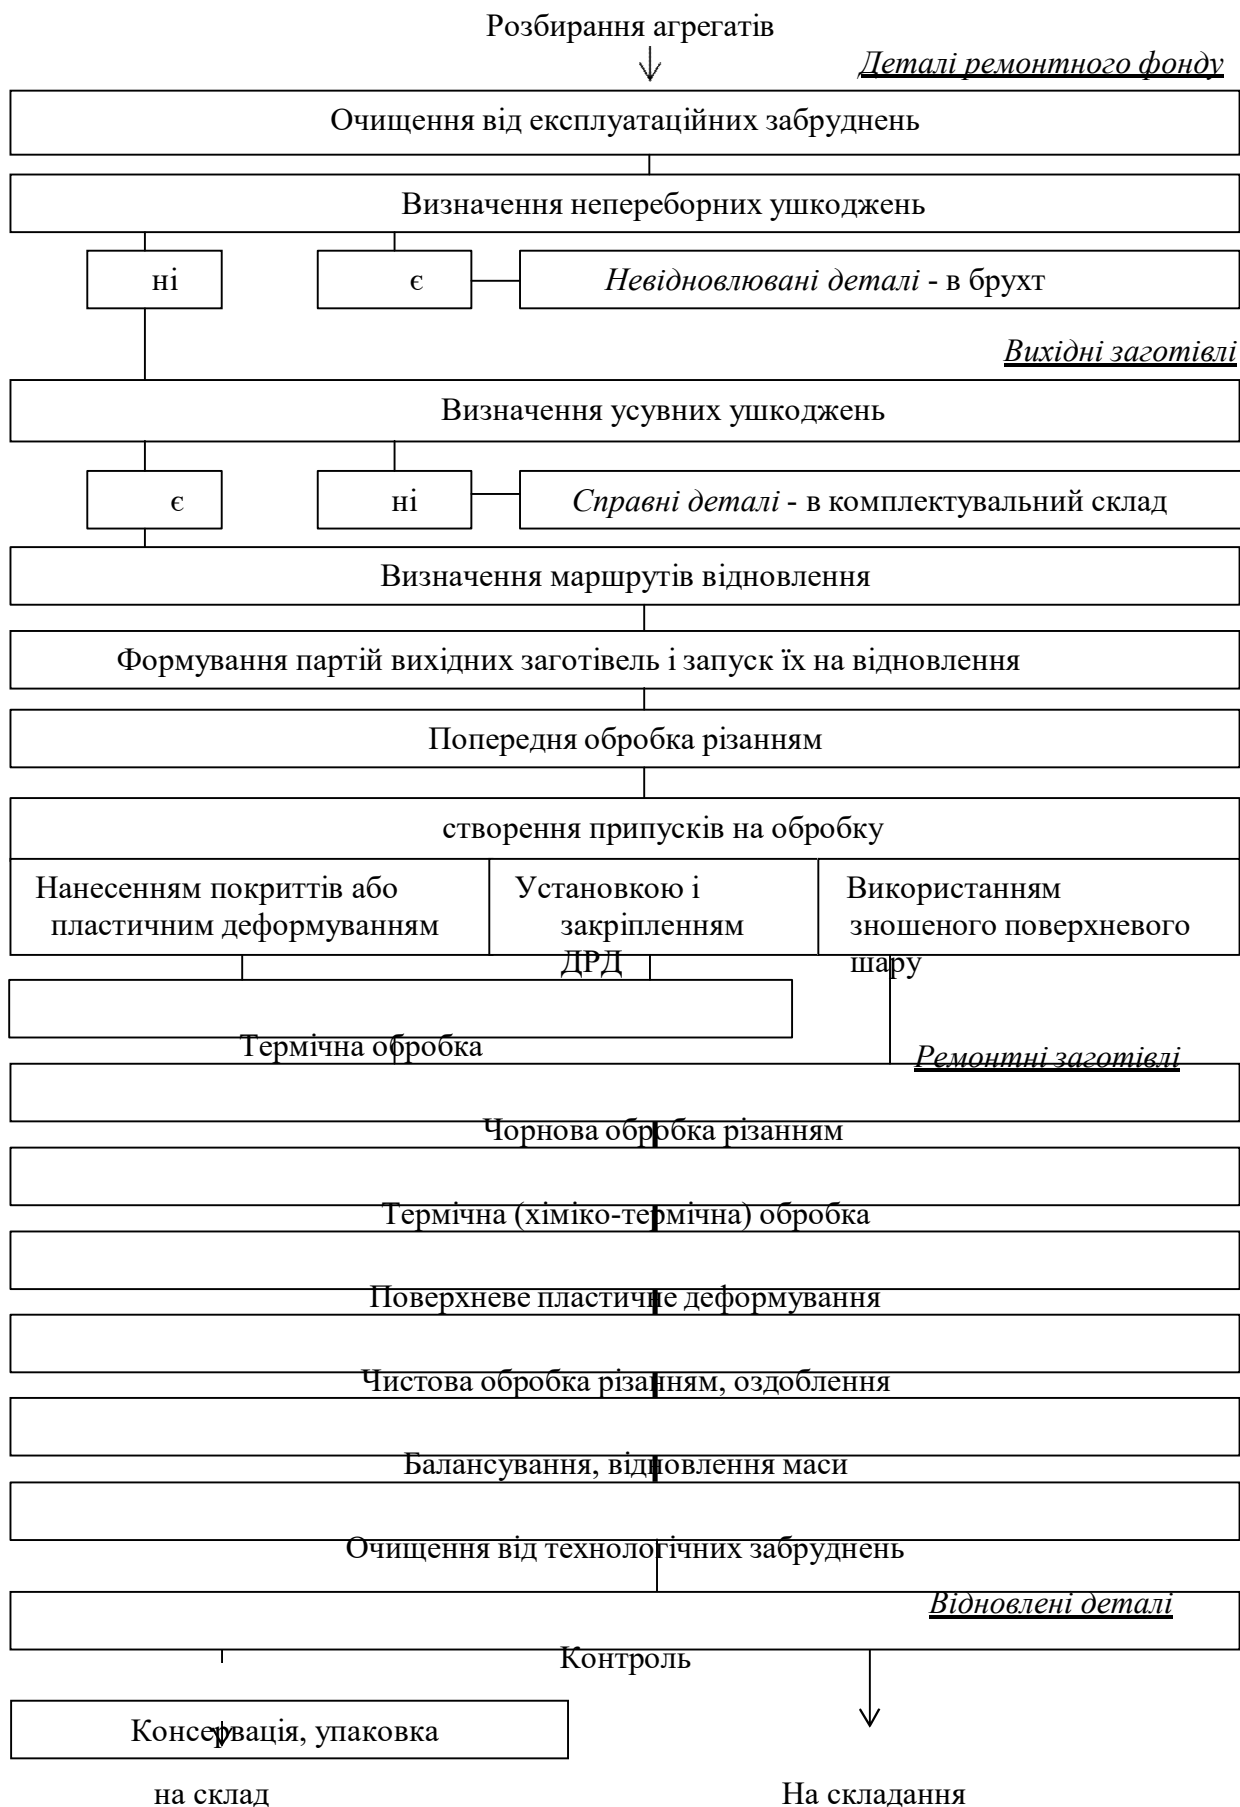 Розбирання агрегатів
Деталі ремонтного фонду
Очищення від експлуатаційних забруднень
Визначення непереборних ушкоджень
ні
є
Невідновлювані деталі - в брухт
Вихідні заготівлі
Визначення усувних ушкоджень
є
ні
Справні деталі - в комплектувальний склад
Визначення маршрутів відновлення
Формування партій вихідних заготівель і запуск їх на відновлення
Попередня обробка різанням
створення припусків на обробку
Нанесенням покриттів або
пластичним деформуванням
Установкою і
закріпленням
ДРД
Використанням
зношеного поверхневого
шару
Термічна обробка
Ремонтні заготівлі
Чорнова обробка різанням
Термічна (хіміко-термічна) обробка
Поверхневе пластичне деформування
Чистова обробка різанням, оздоблення
Балансування, відновлення маси
Очищення від технологічних забруднень
Відновлені деталі
Контроль
Консервація, упаковка
на склад
На складання